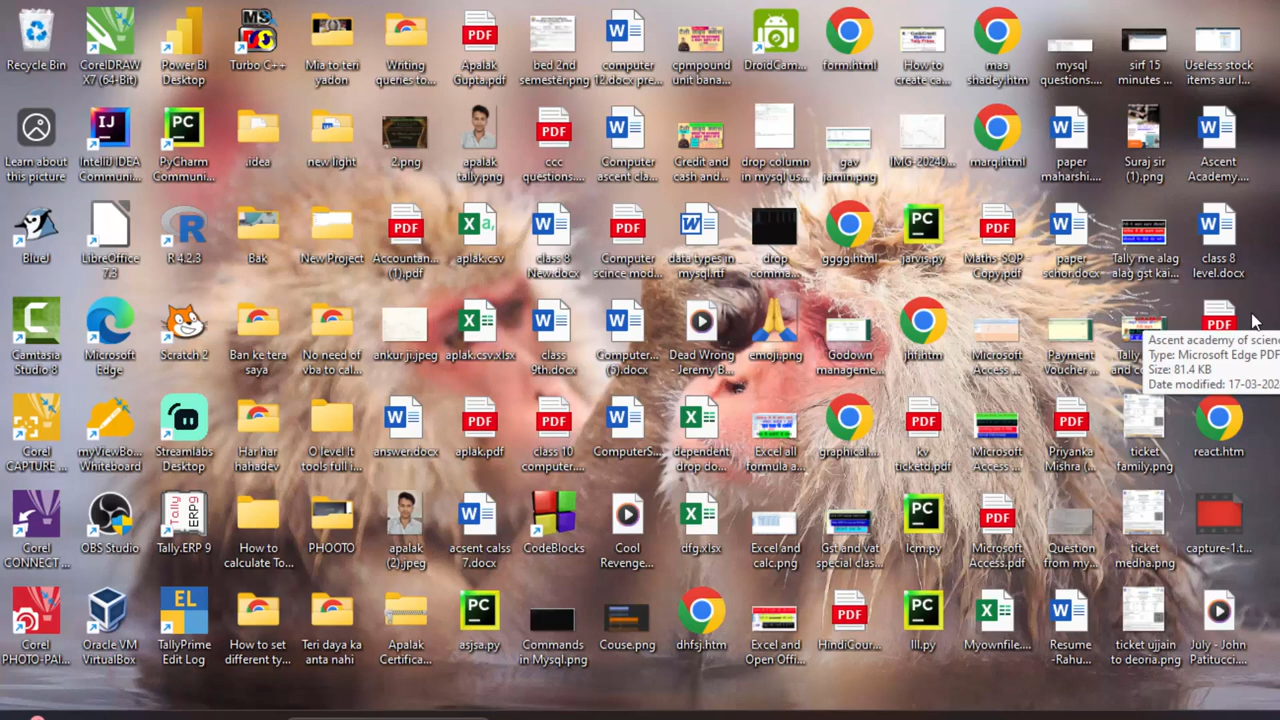 Recycle Bin
CorelDRAW
X7 (64-Bit)
Power BI
Desktop
Turbo C++
Mia to teri
yadon
Writing
queries to...
Apalak
Gupta.pdf
bed 2nd
semester.png
computer
12.docx pre...
cpmpound
unit bana...
DroidCam...
form.html
How to
create ca...
maa
shadey.htm
mysql
questions....
sirf 15
minutes ...
Useless stock
items aur l...
Learn about
this picture
IntelliJ IDEA
Communi...
PyCharm
Communi...
.idea
new light
2.png
apalak
tally.png
ccc
questions....
Computer
ascent cla...
Credit and
cash and...
drop column
in mysql us...
gav
jamin.png
IMG-20240...
marq.html
paper
maharshi....
Suraj sir
(1).png
Ascent
Academy....
BlueJ
LibreOffice
7.3
R 4.2.3
Bak
New Project
Accountan...
(1).pdf
aplak.csv
class 8
New.docx
Computer
scince mod...
data types in
mysql.rtf
drop
comma...
gggg.html
jarvis.py
Maths-SQP -
Copy.pdf
paper
schor.docx
Tally me alag
alag gst kai...
class 8
level.docx
Camtasia
Studio 8
Microsoft
Edge
Scratch 2
Ban ke tera
saya
No need of
vba to cal...
ankur ji.jpeg
aplak.csv.xlsx
class
9th.docx
Computer...
(5).docx
Dead Wrong
- Jeremy B...
emoji.png
Godown
manageme...
jhf.htm
Microsoft
Access ...
Payment
Voucher ...
Tally
and co
Ascent academy of scien
Type: Microsoft Edge PDF
Size: 81.4 KB
Date modified: 17-03-202
Corel
CAPTURE ...
myViewBo...
Whiteboard
Streamlabs
Desktop
Har har
hahadev
O level it
tools full i...
answer.docx
aplak.pdf
class 10
computer....
ComputerS...
dependent
drop do...
Excel all
formula a...
graphical...
kv
ticketd.pdf
Microsoft
Access...
Priyanka
Mishra (...
ticket
family.png
react.htm
Corel
CONNECT ...
OBS Studio
Tally.ERP 9
How to
calculate To...
PHOOTO
apalak
(2).jpeg
acsent calss
7.docx
CodeBlocks
Cool
Revenge...
dfg.xlsx
Excel and
calc.png
Gst and vat
special clas...
lcm.py
Microsoft
Access.pdf
Question
from my...
ticket
medha.png
capture-1.t...
Corel
PHOTO-PAI...
Oracle VM
VirtualBox
TallyPrime
Edit Log
How to set
different ty...
Teri daya ka
anta nahi
Apalak
Certifica...
asjsa.py
Commands
in Mysql.png
Couse.png
dhfsj.htm
Excel and
Open Offi...
HindiCour...
lll.py
Myownfile....
Resume
-Rahu...
ticket ujjain
to deoria.png
July - John
Patitucci....